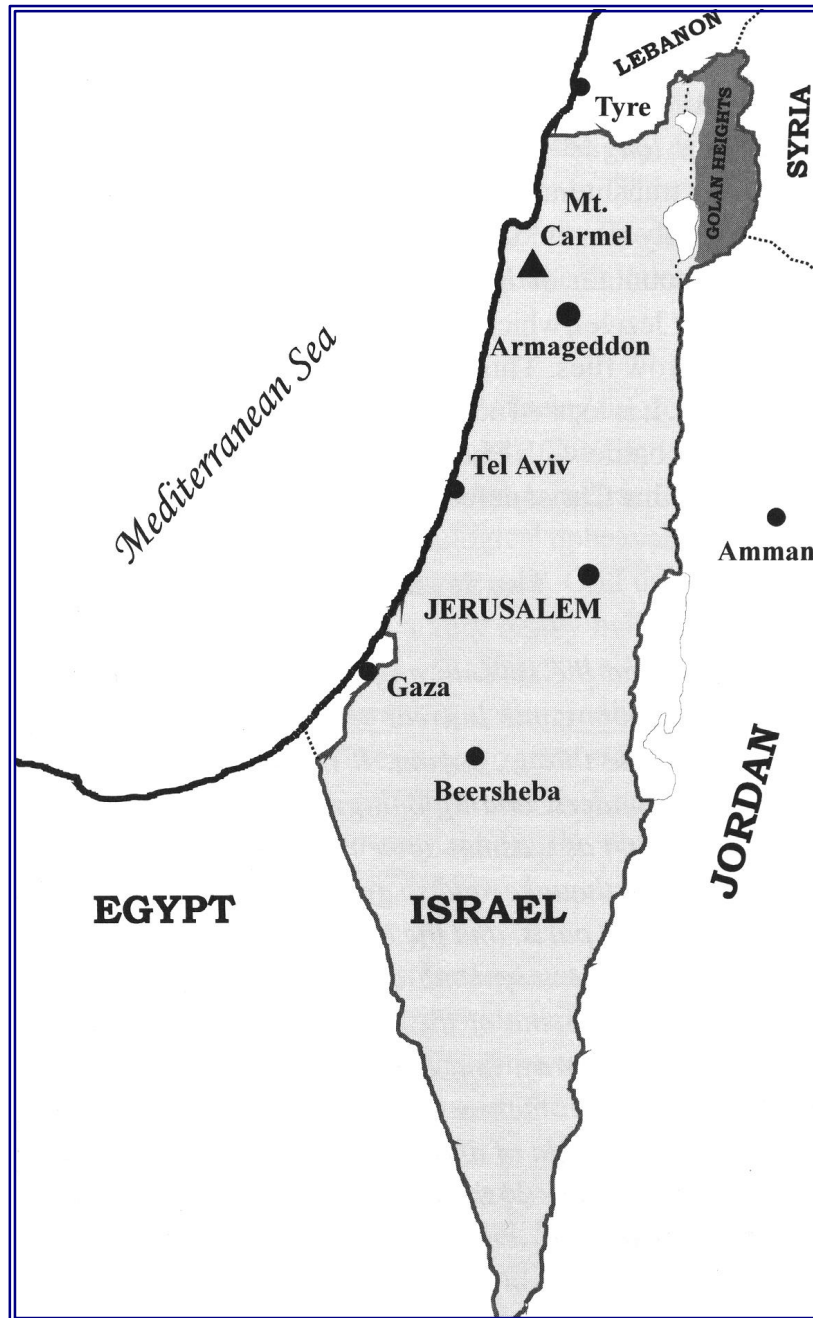 LEBANON
Tyre
SYRIA
GOLAN HEIGHTS
Mt.
Carmel
Armageddon
Mediterranean Sea
Tel Aviv
Amman
JERUSALEM
Gaza
Beersheba
JORDAN
EGYPT
ISRAEL